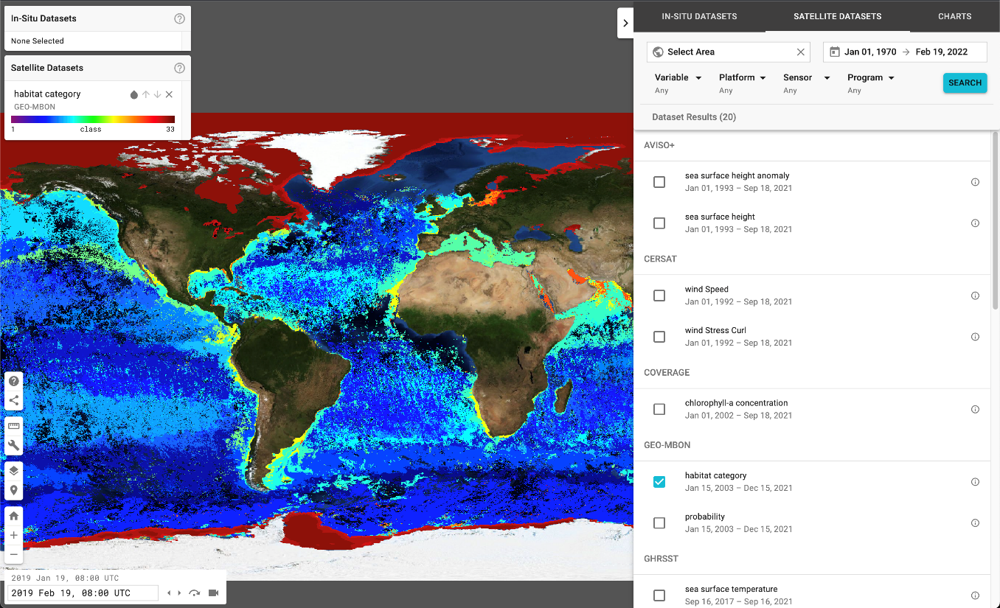 In-Situ Datasets
None Selected
Satellite Datasets
habitat category
GEO-MBON
1 class 33
2019 Jan 19, 08:00 UTC
2019 Feb 19, 08:00 UTC
IN-SITU DATASETS SATELLITE DATASETS CHARTS
Select Area Jan 01, 1970 → Feb 19, 2022
Variable Platform Sensor Program
Any Any Any Any
SEARCH
Dataset Results (20)
AVISO+
sea surface height anomaly
Jan 01, 1993 – Sep 18, 2021
sea surface height
Jan 01, 1993 – Sep 18, 2021
CERSAT
wind Speed
Jan 01, 1992 – Sep 18, 2021
wind Stress Curl
Jan 01, 1992 – Sep 18, 2021
COVERAGE
chlorophyll-a concentration
Jan 01, 2002 – Sep 18, 2021
GEO-MBON
habitat category
Jan 15, 2003 – Dec 15, 2021
probability
Jan 15, 2003 – Dec 15, 2021
GHRSST
sea surface temperature
Sep 16, 2017 – Sep 16, 2021